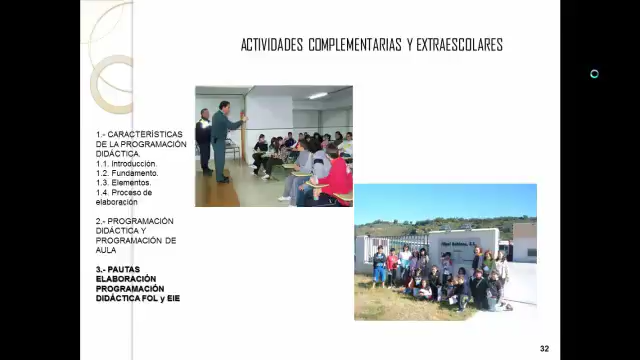 ACTIVIDADES COMPLEMENTARIAS Y EXTRAESCOLARES
1.- CARACTERÍSTICAS
DE LA PROGRAMACIÓN
DIDÁCTICA.
1.1. Introducción.
1.2. Fundamento.
1.3. Elementos.
1.4. Proceso de
elaboración
2.- PROGRAMACIÓN
DIDÁCTICA Y
PROGRAMACIÓN DE
AULA
3.- PAUTAS
ELABORACIÓN
PROGRAMACIÓN
DIDÁCTICA FOL y EIE
32